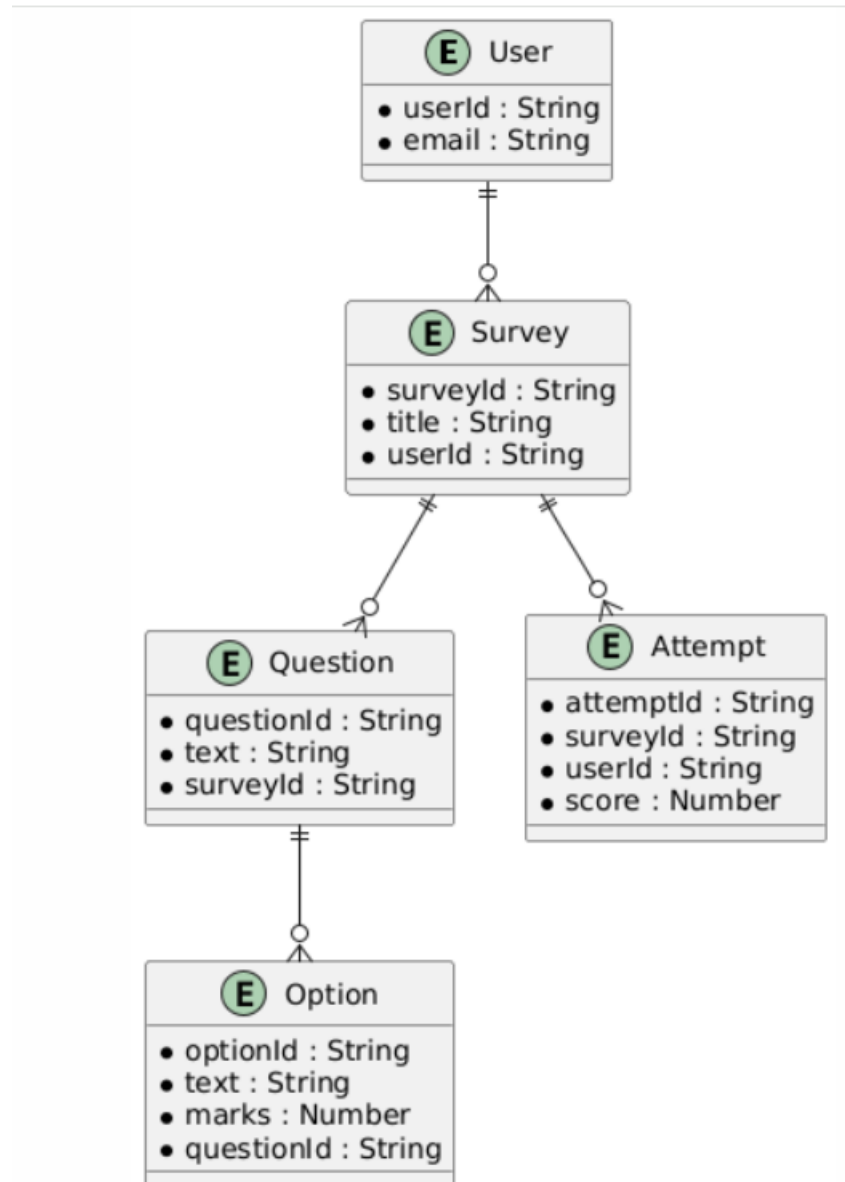 E User
userId : String
email : String
E Survey
surveyId : String
title : String
userId : String
E Question
questionId : String
text : String
surveyId : String
E Attempt
attemptId : String
surveyId : String
userId : String
score : Number
E Option
optionId : String
text : String
marks : Number
questionId : String